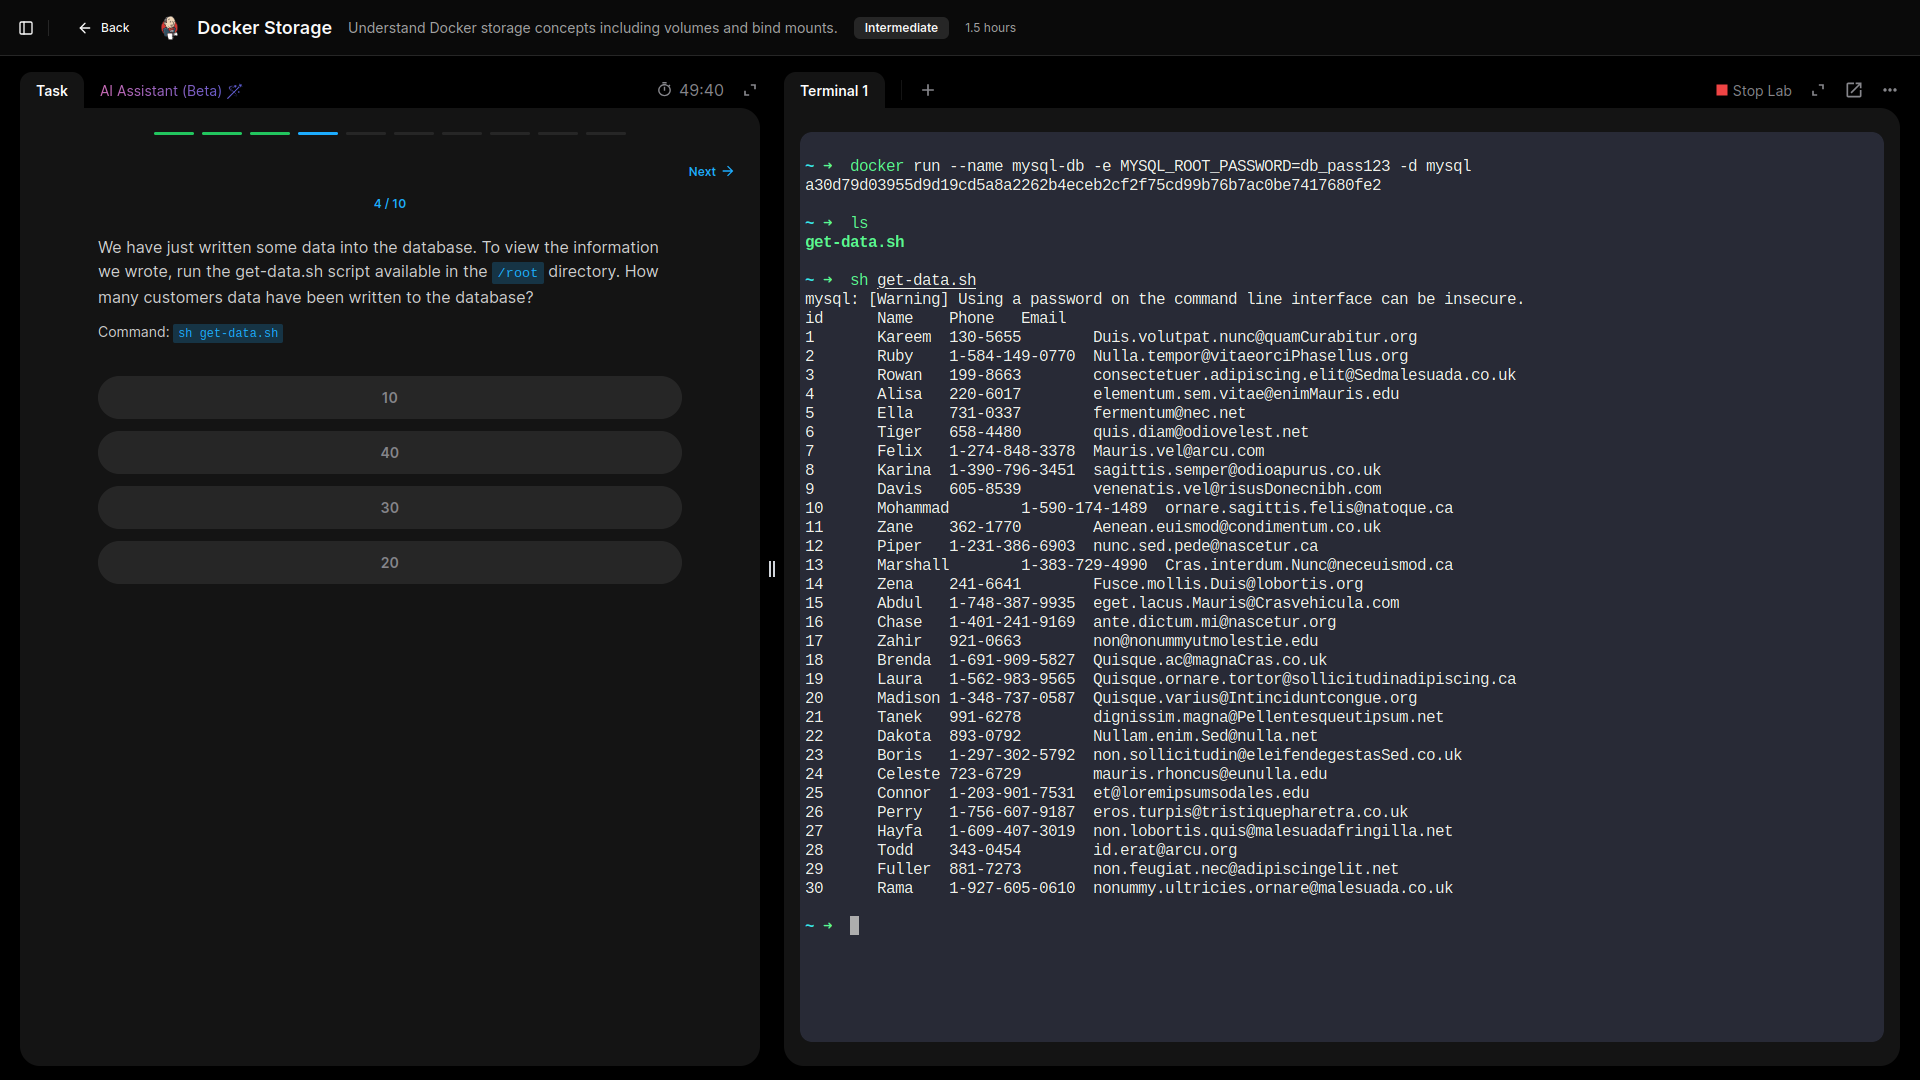 Back
Docker Storage
Understand Docker storage concepts including volumes and bind mounts.
Intermediate
1.5 hours
Task
AI Assistant (Beta)
49:40
Next
4 / 10
We have just written some data into the database. To view the information
we wrote, run the get-data.sh script available in the /root directory. How
many customers data have been written to the database?
Command: sh get-data.sh
10
40
30
20
Terminal 1
Stop Lab
~ ➜ docker run --name mysql-db -e MYSQL_ROOT_PASSWORD=db_pass123 -d mysql
a30d79d03955d9d19cd5a8a2262b4eceb2cf2f75cd99b76b7ac0be7417680fe2
~ ➜ ls
get-data.sh
~ ➜ sh get-data.sh
mysql: [Warning] Using a password on the command line interface can be insecure.
id Name Phone Email
1 Kareem 130-5655 Duis.volutpat.nunc@quamCurabitur.org
2 Ruby 1-584-149-0770 Nulla.tempor@vitaeorciPhasellus.org
3 Rowan 199-8663 consectetuer.adipiscing.elit@Sedmalesuada.co.uk
4 Alisa 220-6017 elementum.sem.vitae@enimMauris.edu
5 Ella 731-0337 fermentum@nec.net
6 Tiger 658-4480 quis.diam@odiovelest.net
7 Felix 1-274-848-3378 Mauris.vel@arcu.com
8 Karina 1-390-796-3451 sagittis.semper@odioapurus.co.uk
9 Davis 605-8539 venenatis.vel@risusDonecnibh.com
10 Mohammad 1-590-174-1489 ornare.sagittis.felis@natoque.ca
11 Zane 362-1770 Aenean.euismod@condimentum.co.uk
12 Piper 1-231-386-6903 nunc.sed.pede@nascetur.ca
13 Marshall 1-383-729-4990 Cras.interdum.Nunc@neceuismod.ca
14 Zena 241-6641 Fusce.mollis.Duis@lobortis.org
15 Abdul 1-748-387-9935 eget.lacus.Mauris@Crasvehicula.com
16 Chase 1-401-241-9169 ante.dictum.mi@nascetur.org
17 Zahir 921-0663 non@nonummyutmolestie.edu
18 Brenda 1-691-909-5827 Quisque.ac@magnaCras.co.uk
19 Laura 1-562-983-9565 Quisque.ornare.tortor@sollicitudinadipiscing.ca
20 Madison 1-348-737-0587 Quisque.varius@Intinciduntcongue.org
21 Tanek 991-6278 dignissim.magna@Pellentesqueutipsum.net
22 Dakota 893-0792 Nullam.enim.Sed@nulla.net
23 Boris 1-297-302-5792 non.sollicitudin@eleifendegestasSed.co.uk
24 Celeste 723-6729 mauris.rhoncus@eunulla.edu
25 Connor 1-203-901-7531 et@loremipsumsodales.edu
26 Perry 1-756-607-9187 eros.turpis@tristiquepharetra.co.uk
27 Hayfa 1-609-407-3019 non.lobortis.quis@malesuadafringilla.net
28 Todd 343-0454 id.erat@arcu.org
29 Fuller 881-7273 non.feugiat.nec@adipiscingelit.net
30 Rama 1-927-605-0610 nonummy.ultricies.ornare@malesuada.co.uk
~ ➜